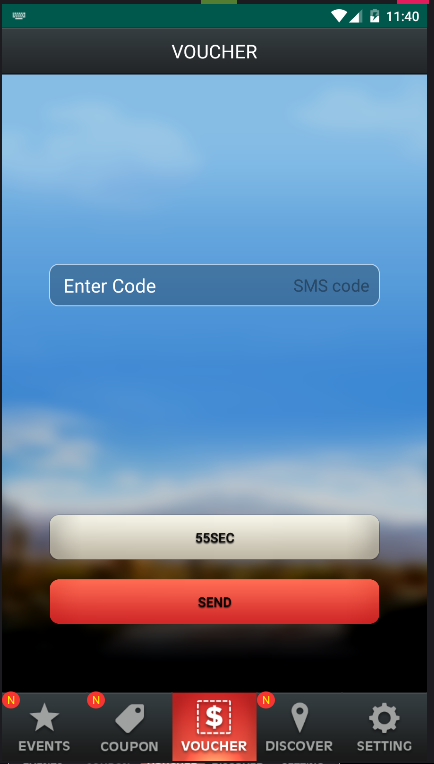 11:40
VOUCHER
Enter Code SMS code
55SEC
SEND
N N N
EVENTS COUPON VOUCHER DISCOVER SETTING